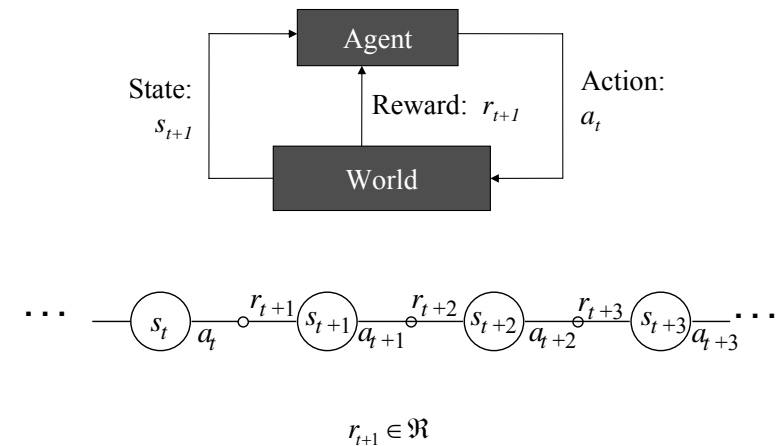 Agent
State:
s_{t+1}
Reward: r_{t+1}
Action:
a_t
World
... s_t a_t r_{t+1} s_{t+1} a_{t+1} r_{t+2} s_{t+2} a_{t+2} r_{t+3} s_{t+3} a_{t+3} ...
r_{t+1} ∈ ℜ